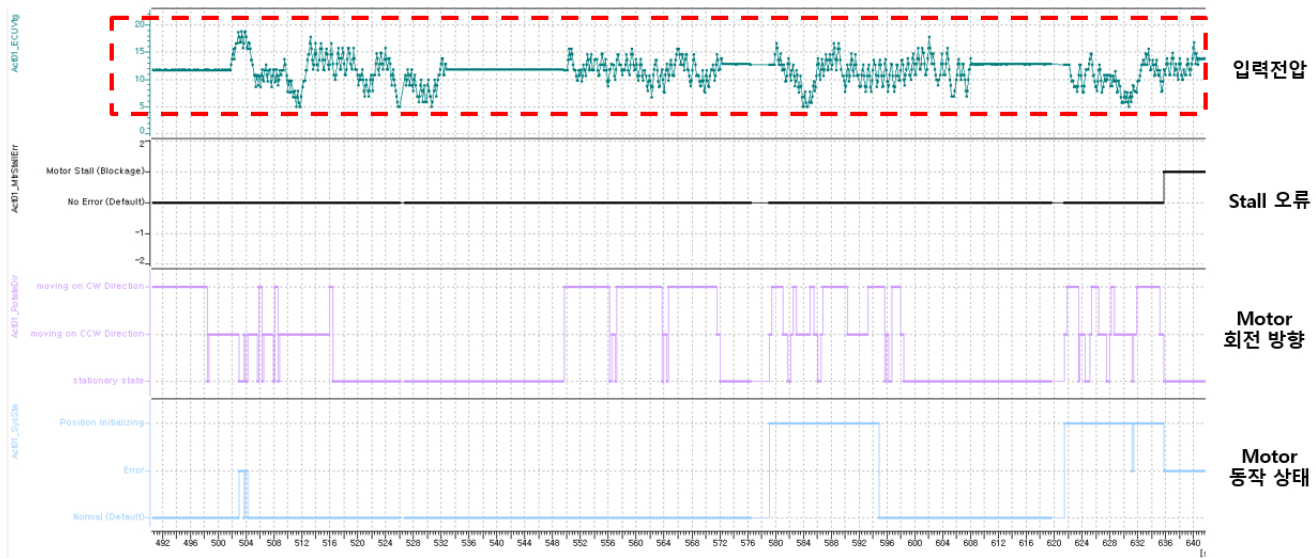 Act01_ECUVtg
20
15
10
5
0
입력전압
Act01_MtrStallErr
2
Motor Stall (Blockage)
No Error (Default)
-1
-2
Stall 오류
Act01_RotateDir
moving on CW Direction
moving on CCW Direction
stationary state
Motor
회전 방향
Act01_SysSta
Position Initializing
Error
Normal (Default)
Motor
동작 상태
492 496 500 504 508 512 516 520 524 528 532 536 540 544 548 552 556 560 564 568 572 576 580 584 588 592 596 600 604 608 612 616 620 624 628 632 636 640